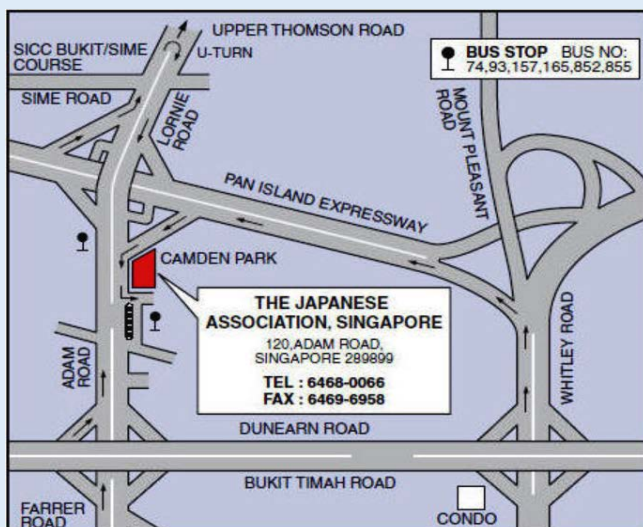 UPPER THOMSON ROAD
U-TURN
SICC BUKIT/SIME
COURSE
SIME ROAD
LORNIE
ROAD
BUS STOP BUS NO:
74,93,157,165,852,855
MOUNT PLEASANT
ROAD
PAN ISLAND EXPRESSWAY
CAMDEN PARK
THE JAPANESE
ASSOCIATION, SINGAPORE
120,ADAM ROAD,
SINGAPORE 289899
TEL : 6468-0066
FAX : 6469-6958
ADAM
ROAD
WHITLEY ROAD
DUNEARN ROAD
BUKIT TIMAH ROAD
FARRER
ROAD
CONDO